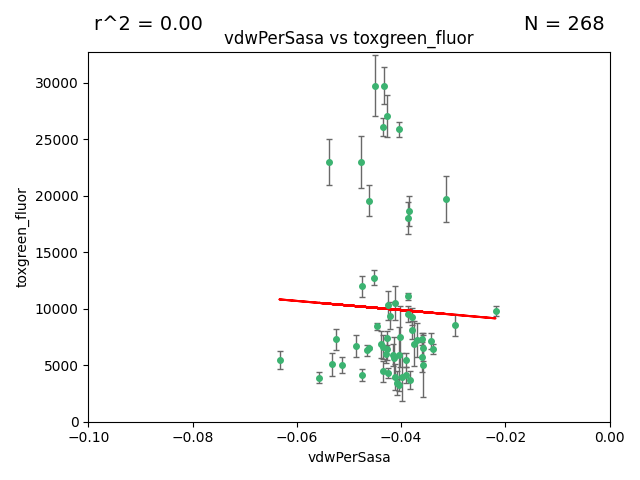 r^2 = 0.00
N = 268
vdwPerSasa vs toxgreen_fluor
30000
25000
20000
15000
10000
5000
0
toxgreen_fluor
−0.10
−0.08
−0.06
−0.04
−0.02
0.00
vdwPerSasa